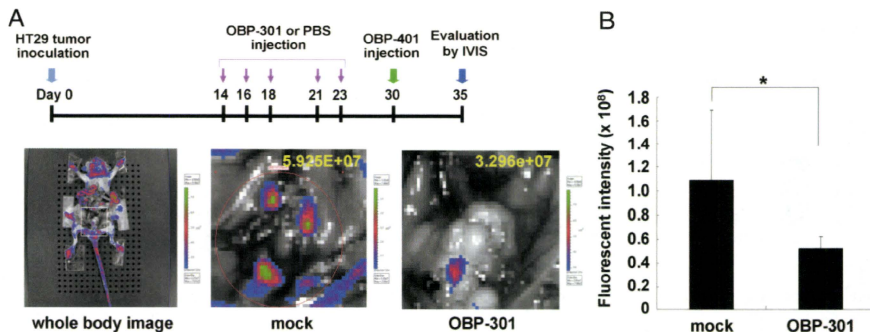 A
HT29 tumor
inoculation
OBP-301 or PBS
injection
OBP-401
injection
Evaluation
by IVIS
Day 0
14 16 18 21 23 30 35
5.925E+07
3.296e+07
whole body image
mock
OBP-301
B
*
Fluorescent intensity (x 10⁸)
1.8
1.6
1.4
1.2
1.0
0.8
0.6
0.4
0.2
0
mock
OBP-301